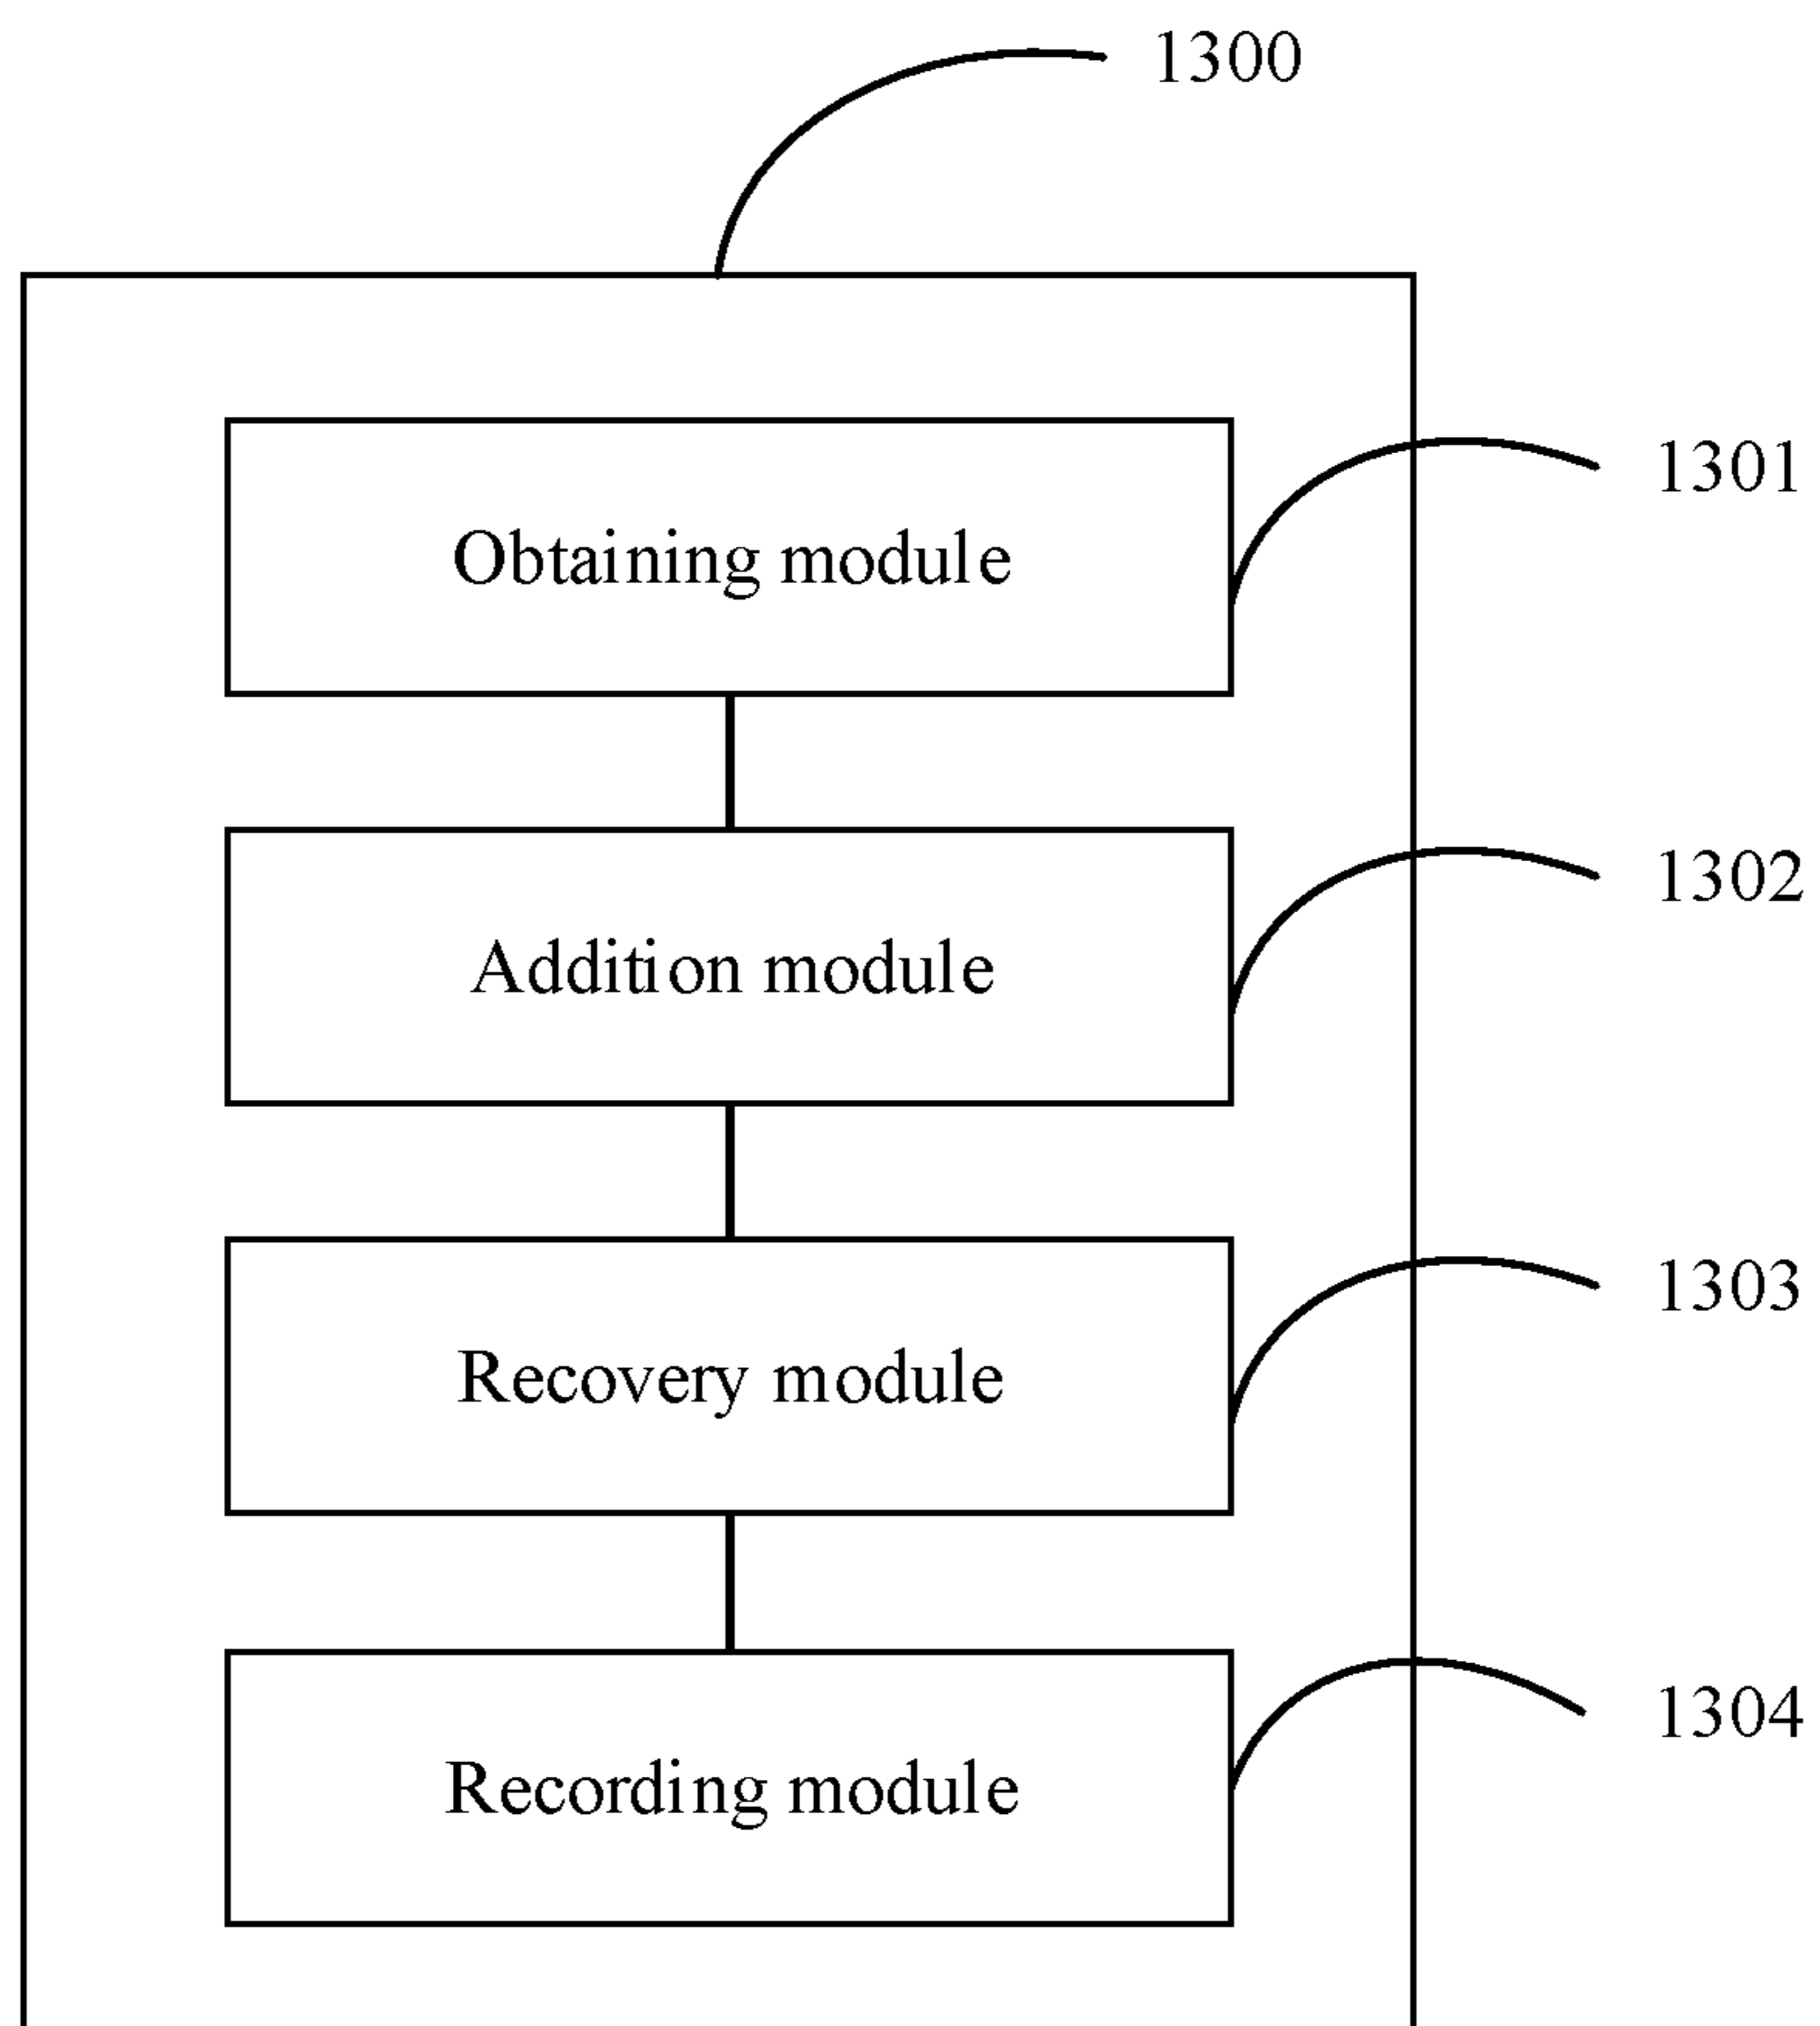 1300
1301
Obtaining module
1302
Addition module
1303
Recovery module
1304
Recording module